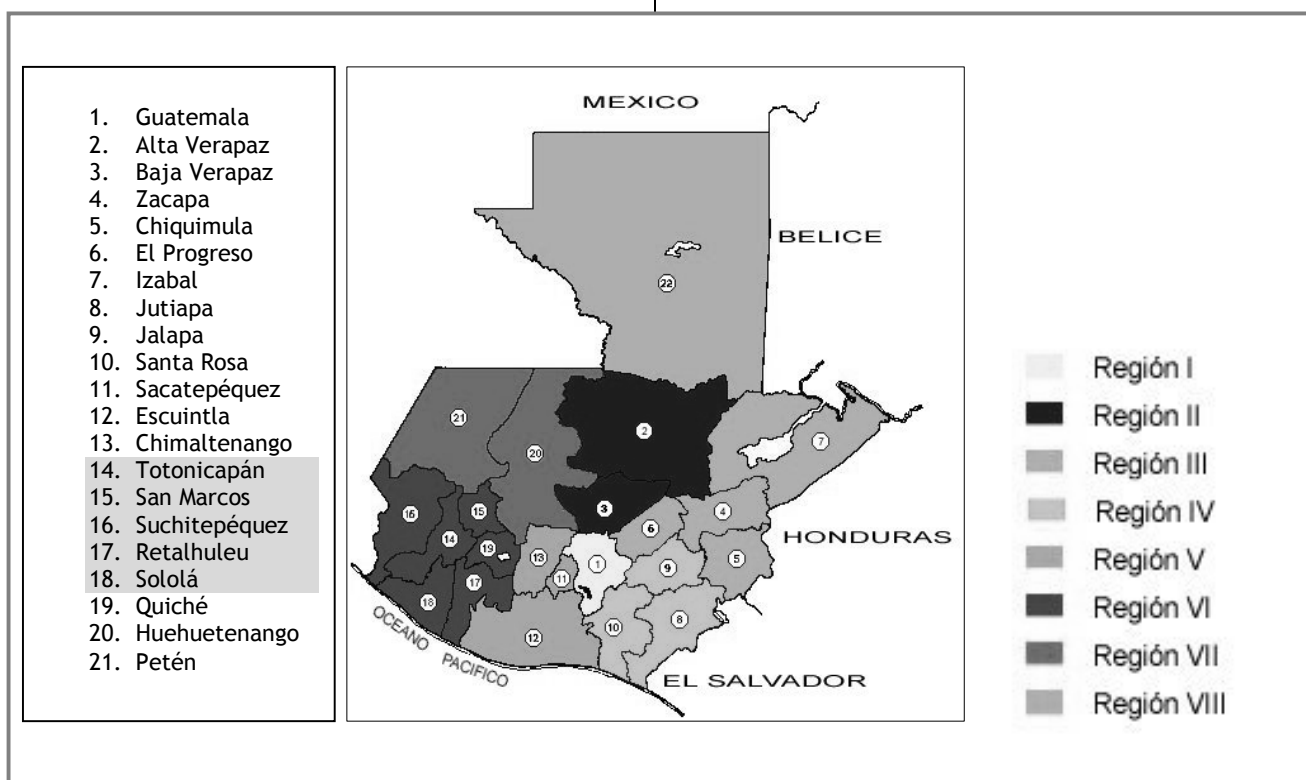 1. Guatemala
2. Alta Verapaz
3. Baja Verapaz
4. Zacapa
5. Chiquimula
6. El Progreso
7. Izabal
8. Jutiapa
9. Jalapa
10. Santa Rosa
11. Sacatepéquez
12. Escuintla
13. Chimaltenango
14. Totonicapán
15. San Marcos
16. Suchitepéquez
17. Retalhuleu
18. Sololá
19. Quiché
20. Huehuetenango
21. Petén
MEXICO
BELICE
22
21
20
2
7
16
15
3
4
6
14
19
13
1
9
5
HONDURAS
11
17
18
10
8
12
OCEANO PACIFICO
EL SALVADOR
Región I
Región II
Región III
Región IV
Región V
Región VI
Región VII
Región VIII